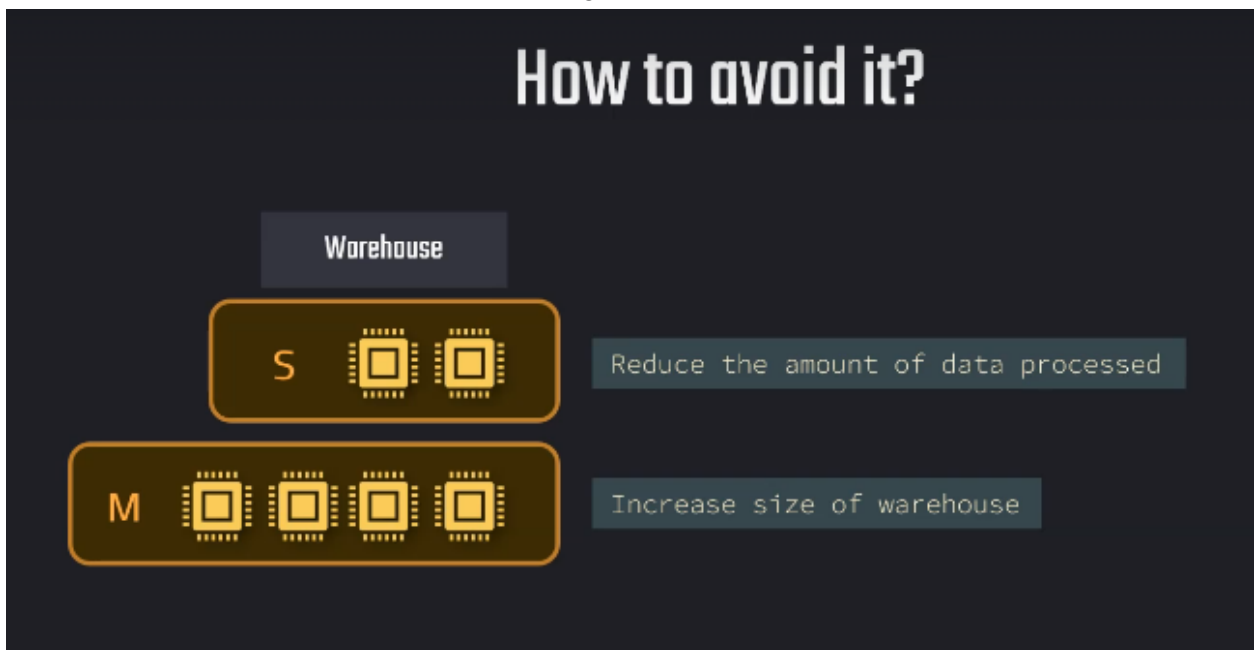 How to avoid it?
Warehouse
S
Reduce the amount of data processed
M
Increase size of warehouse